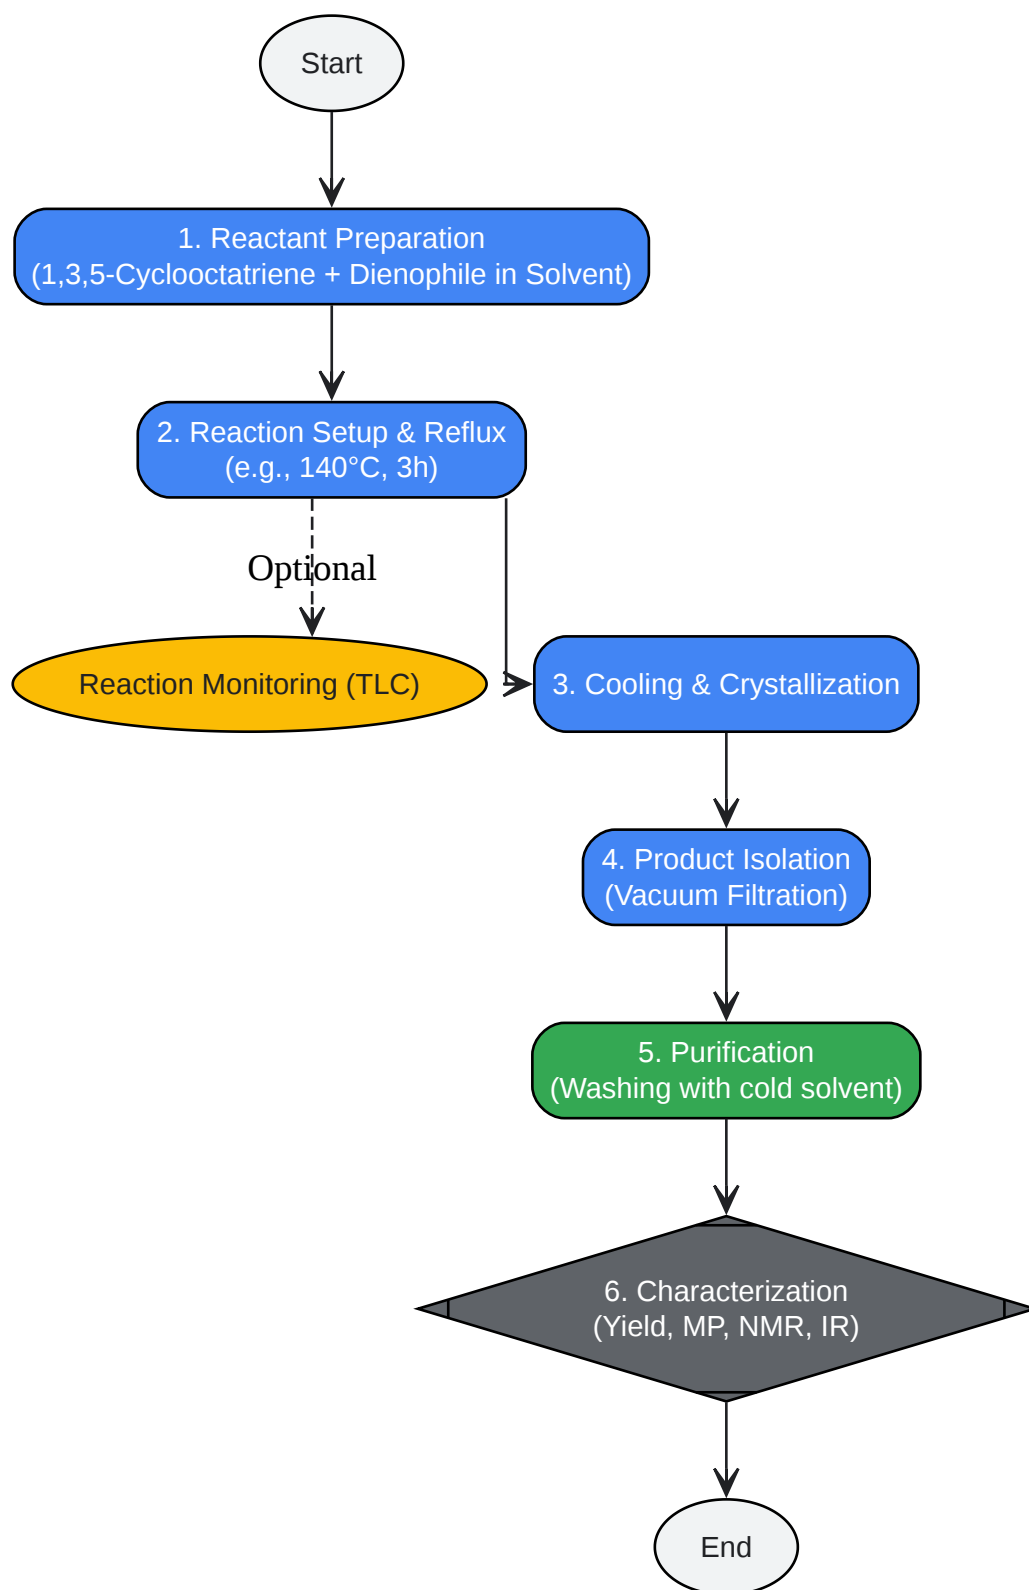 Start
1. Reactant Preparation
(1,3,5-Cyclooctatriene + Dienophile in Solvent)
2. Reaction Setup & Reflux
(e.g., 140°C, 3h)
Optional
Reaction Monitoring (TLC)
3. Cooling & Crystallization
4. Product Isolation
(Vacuum Filtration)
5. Purification
(Washing with cold solvent)
6. Characterization
(Yield, MP, NMR, IR)
End